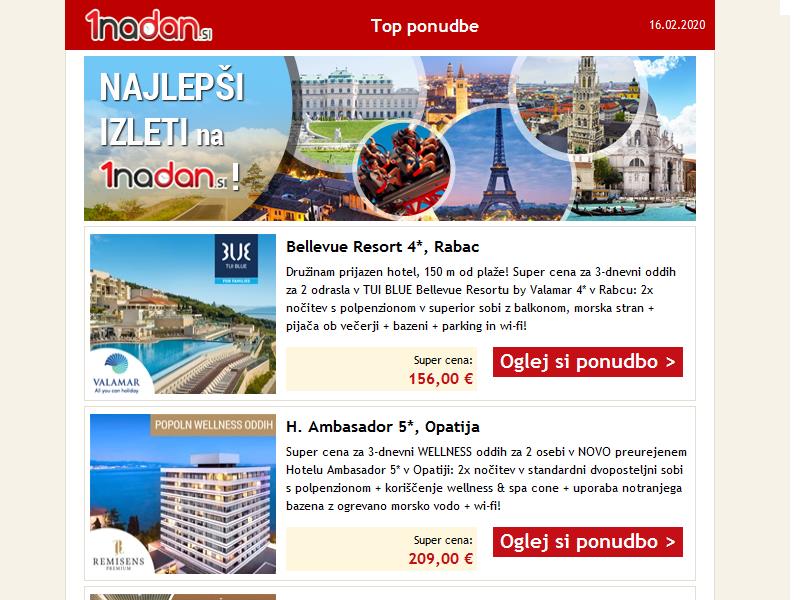 1nadan.si
Top ponudbe
16.02.2020
NAJLEPŠI
IZLETI na
1nadan.si!
BLUE
TUI BLUE
FOR FAMILIES
VALAMAR
All you can holiday
Bellevue Resort 4*, Rabac
Družinam prijazen hotel, 150 m od plaže! Super cena za 3-dnevni oddih
za 2 odrasla v TUI BLUE Bellevue Resortu by Valamar 4* v Rabcu: 2x
nočitev s polpenzionom v superior sobi z balkonom, morska stran +
pijača ob večerji + bazeni + parking in wi-fi!
Super cena:
156,00 €
Oglej si ponudbo >
POPOLN WELLNESS ODDIH
REMISENS
PREMIUM
H. Ambasador 5*, Opatija
Super cena za 3-dnevni WELLNESS oddih za 2 osebi v NOVO preurejenem
Hotelu Ambasador 5* v Opatiji: 2x nočitev v standardni dvoposteljni sobi
s polpenzionom + koriščenje wellness & spa cone + uporaba notranjega
bazena z ogrevano morsko vodo + wi-fi!
Super cena:
209,00 €
Oglej si ponudbo >